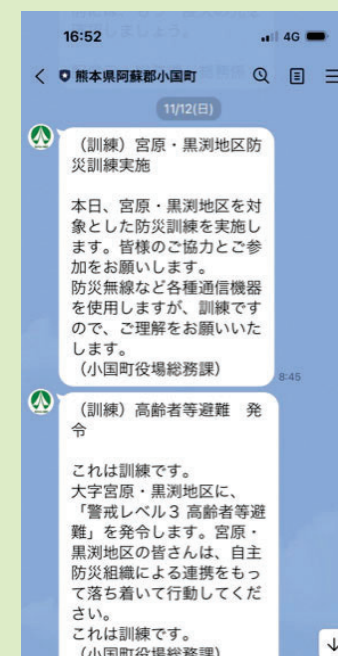 16:52
4G
熊本県阿蘇郡小国町
11/12(日)
（訓練）宮原・黒渕地区防
災訓練実施
本日、宮原・黒渕地区を対
象とした防災訓練を実施し
ます。皆様のご協力とご参
加をお願いします。
防災無線など各種通信機器
を使用しますが、訓練です
ので、ご理解をお願いいた
します。
（小国町役場総務課）
8:45
（訓練）高齢者等避難　発
令
これは訓練です。
大字宮原・黒渕地区に、
「警戒レベル３ 高齢者等避
難」を発令します。宮原・
黒渕地区の皆さんは、自主
防災組織による連携をもっ
て落ち着いて行動してくだ
さい。
これは訓練です。
（小国町役場総務課）